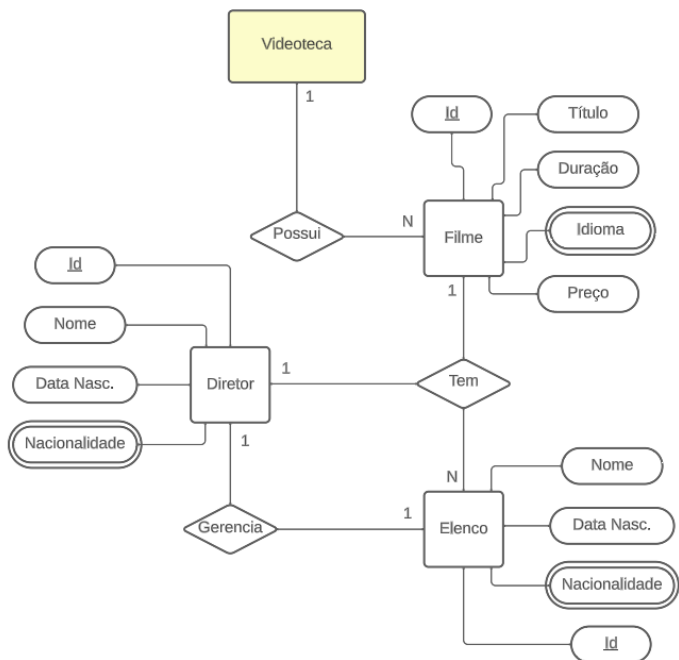 Videoteca
1
Id
Título
Duração
Possui
N
Filme
Idioma
Id
1
Preço
Nome
Data Nasc.
Diretor
1
Tem
Nacionalidade
1
N
Nome
Gerencia
1
Elenco
Data Nasc.
Nacionalidade
Id